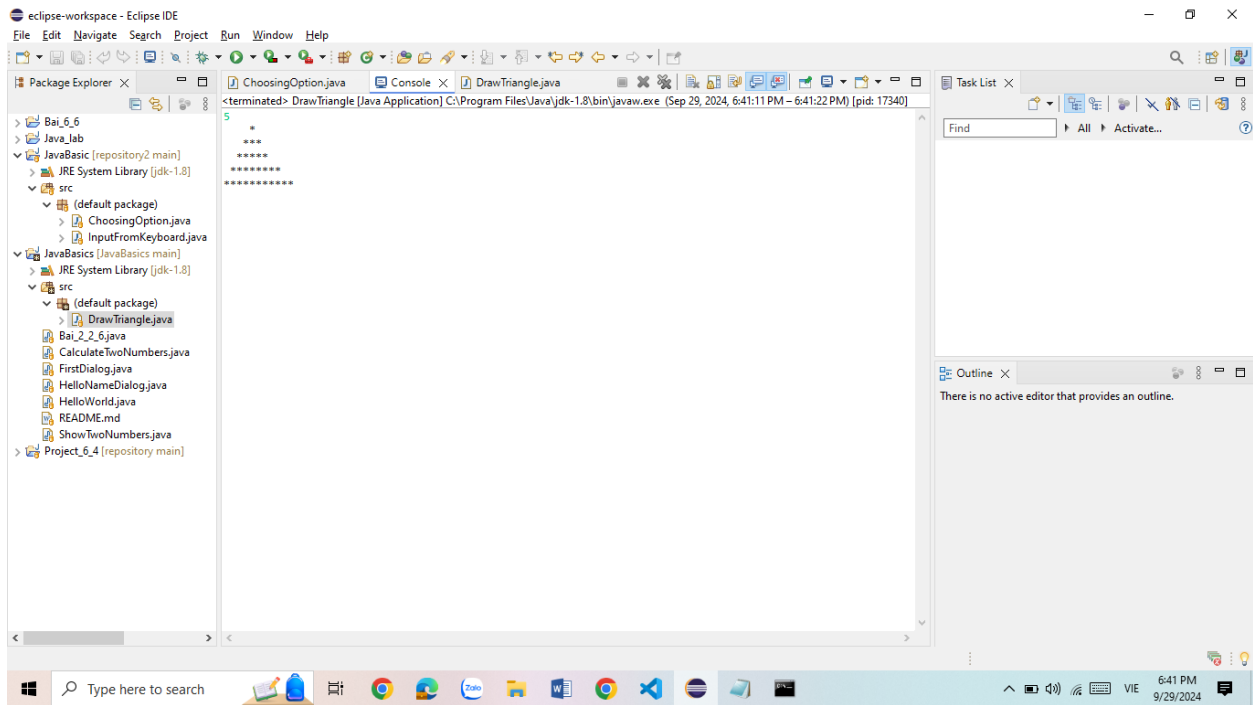 eclipse-workspace - Eclipse IDE
File Edit Navigate Search Project Run Window Help
Package Explorer
Bai_6_6
Java_lab
JavaBasic [repository2 main]
JRE System Library [jdk-1.8]
src
(default package)
ChoosingOption.java
InputFromKeyboard.java
JavaBasics [JavaBasics main]
JRE System Library [jdk-1.8]
src
(default package)
DrawTriangle.java
Bai_2_2_6.java
CalculateTwoNumbers.java
FirstDialog.java
HelloNameDialog.java
HelloWorld.java
README.md
ShowTwoNumbers.java
Project_6_4 [repository main]
ChoosingOption.java Console DrawTriangle.java
<terminated> DrawTriangle [Java Application] C:\Program Files\Java\jdk-1.8\bin\javaw.exe (Sep 29, 2024, 6:41:11 PM – 6:41:22 PM) [pid: 17340]
5
*
***
*****
********
***********
Task List
Find All Activate...
Outline
There is no active editor that provides an outline.
Type here to search
Zalo
VIE
6:41 PM
9/29/2024